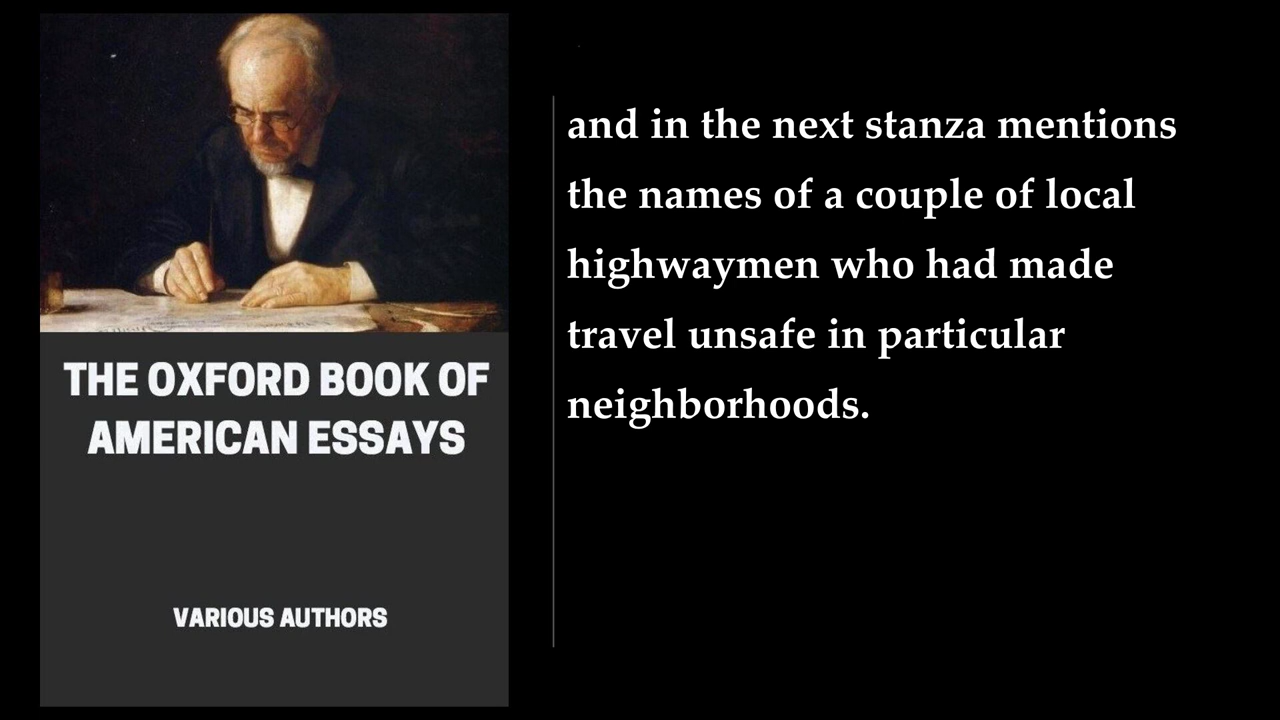 THE OXFORD BOOK OF
AMERICAN ESSAYS
VARIOUS AUTHORS
and in the next stanza mentions
the names of a couple of local
highwaymen who had made
travel unsafe in particular
neighborhoods.